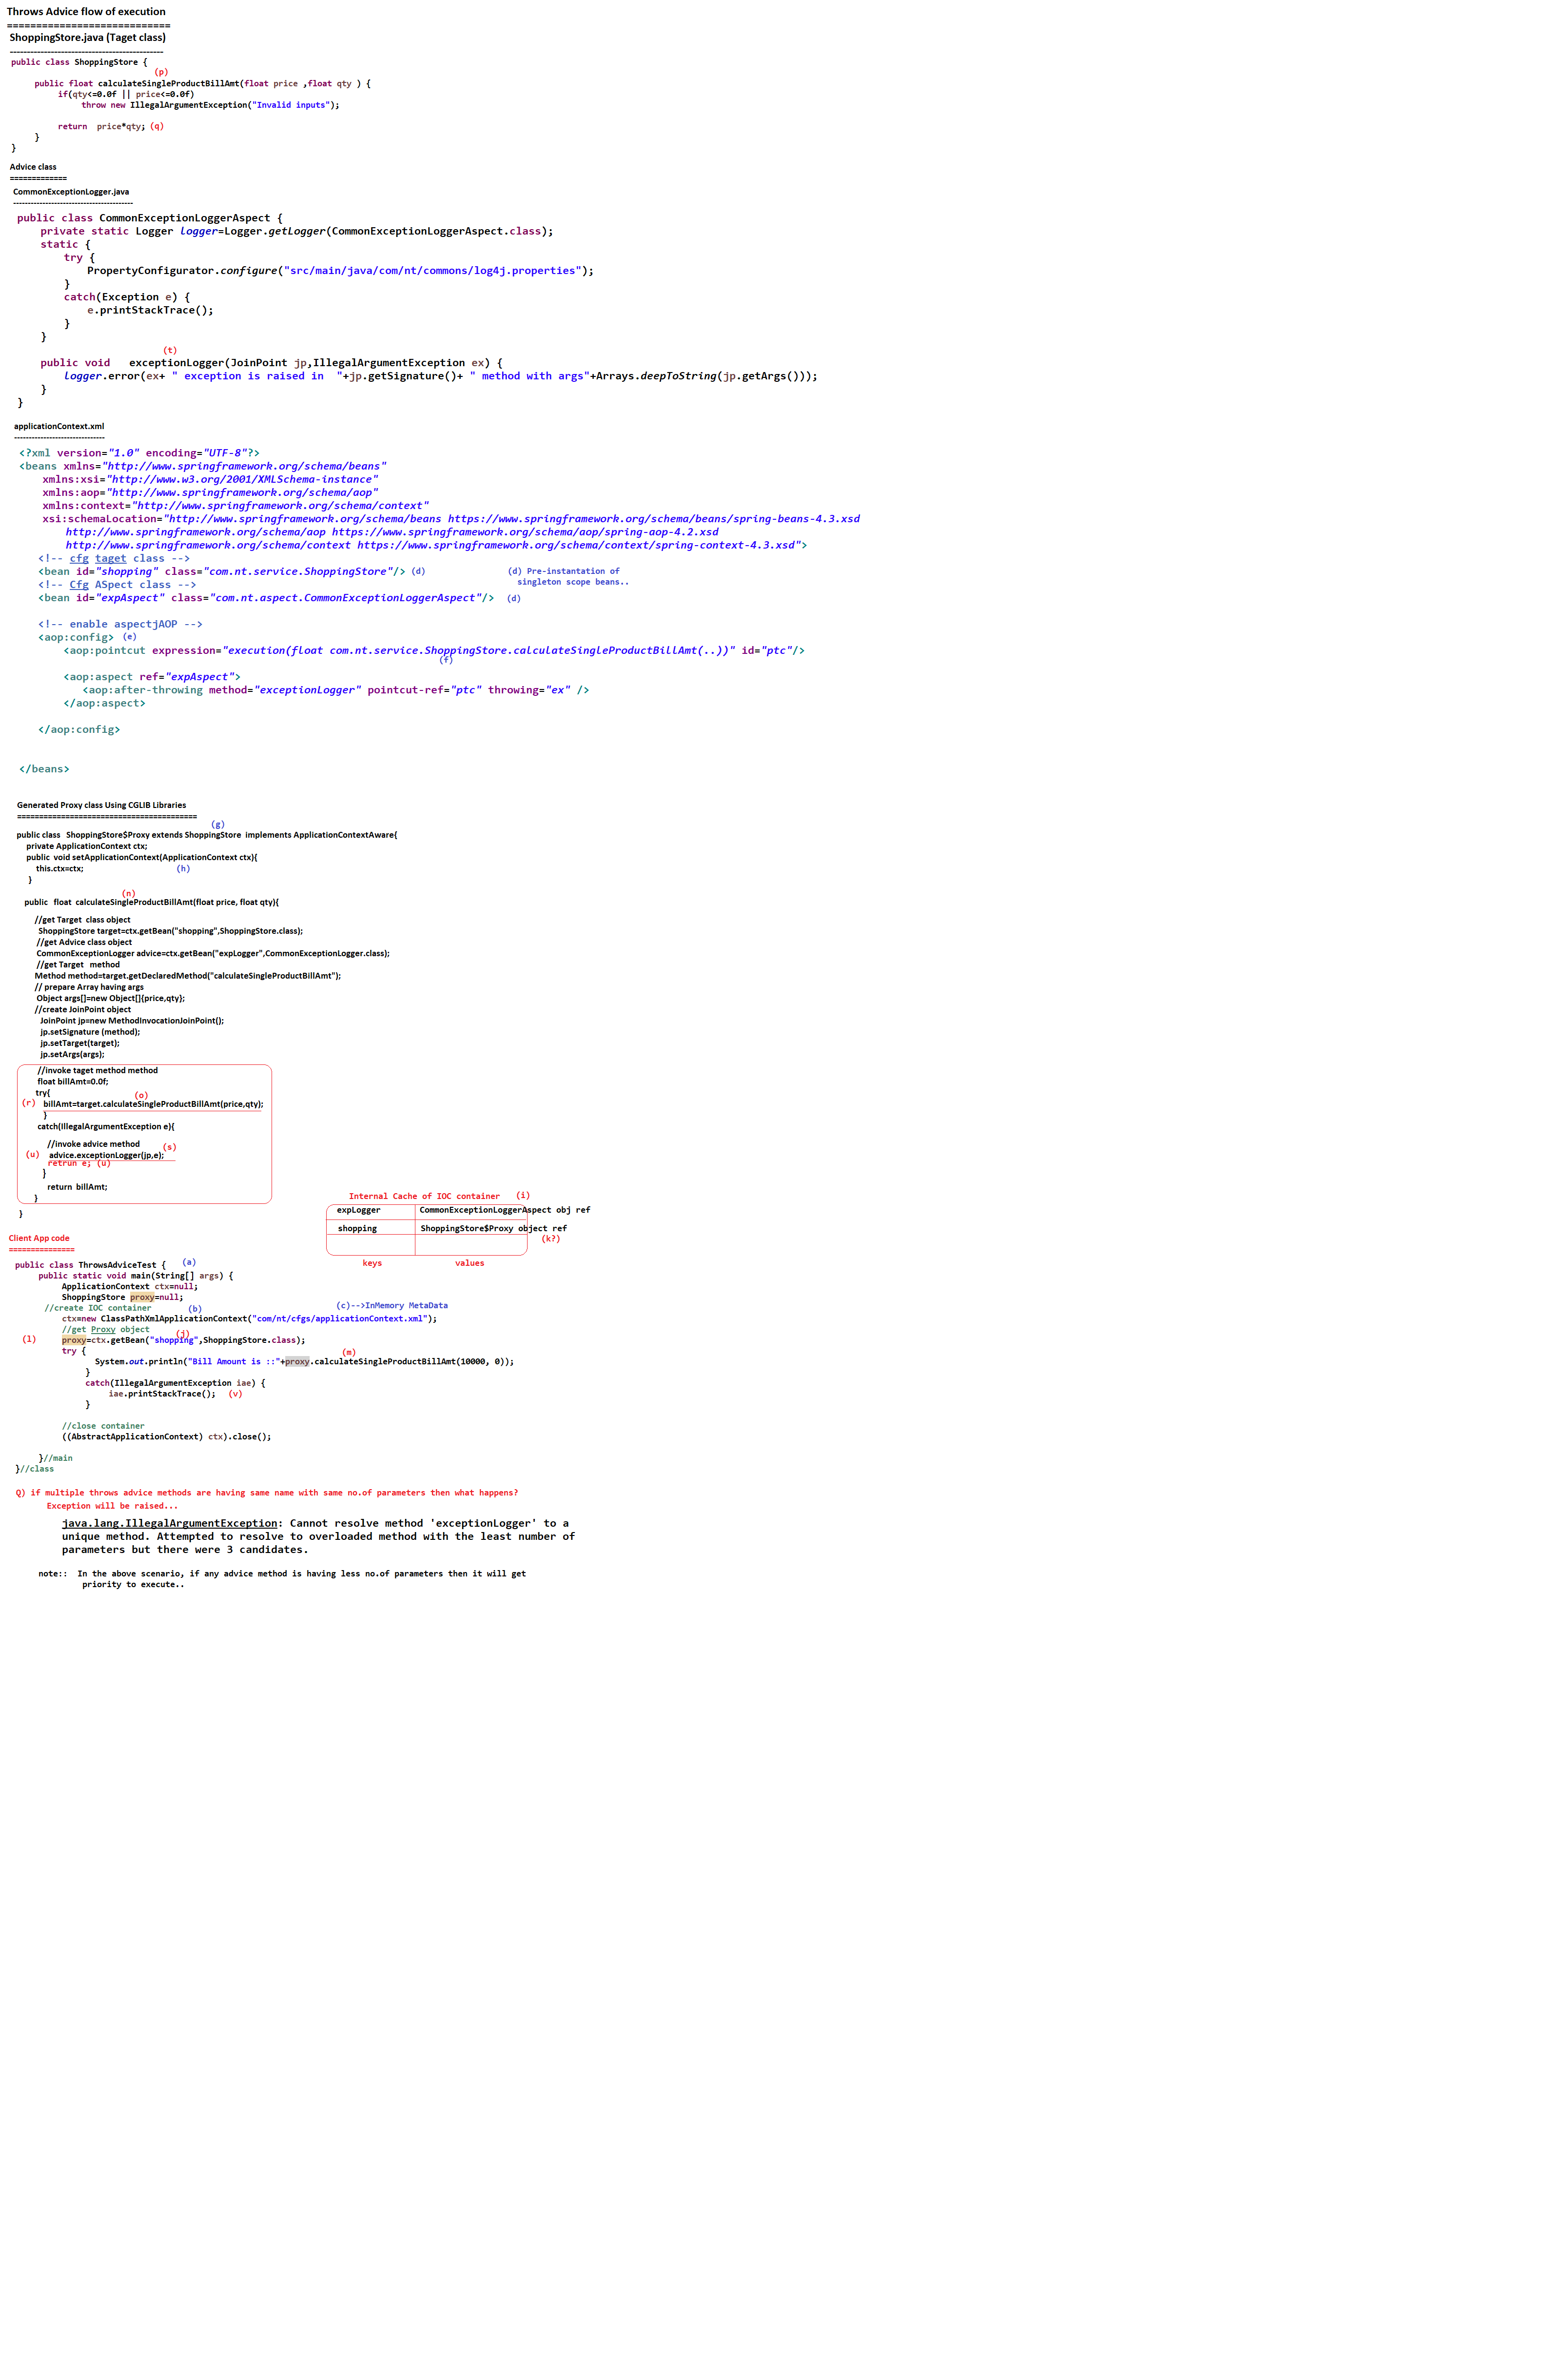 Throws Advice flow of execution
============================
ShoppingStore.java (Taget class)
-----------------------------------------------
public class ShoppingStore {
(p)
public float calculateSingleProductBillAmt(float price ,float qty ) {
if(qty<=0.0f || price<=0.0f)
throw new IllegalArgumentException("Invalid inputs");
return  price*qty; (q)
}
}
Advice class
=============
CommonExceptionLogger.java
-----------------------------------------
public class CommonExceptionLoggerAspect {
private static Logger logger=Logger.getLogger(CommonExceptionLoggerAspect.class);
static {
try {
PropertyConfigurator.configure("src/main/java/com/nt/commons/log4j.properties");
}
catch(Exception e) {
e.printStackTrace();
}
}
(t)
public void   exceptionLogger(JoinPoint jp,IllegalArgumentException ex) {
logger.error(ex+ " exception is raised in  "+jp.getSignature()+ " method with args"+Arrays.deepToString(jp.getArgs()));
}
}
applicationContext.xml
-------------------------------
<?xml version="1.0" encoding="UTF-8"?>
<beans xmlns="http://www.springframework.org/schema/beans"
xmlns:xsi="http://www.w3.org/2001/XMLSchema-instance"
xmlns:aop="http://www.springframework.org/schema/aop"
xmlns:context="http://www.springframework.org/schema/context"
xsi:schemaLocation="http://www.springframework.org/schema/beans https://www.springframework.org/schema/beans/spring-beans-4.3.xsd
http://www.springframework.org/schema/aop https://www.springframework.org/schema/aop/spring-aop-4.2.xsd
http://www.springframework.org/schema/context https://www.springframework.org/schema/context/spring-context-4.3.xsd">
<!-- cfg taget class -->
<bean id="shopping" class="com.nt.service.ShoppingStore"/> (d)
(d) Pre-instantation of
singleton scope beans..
<!-- Cfg ASpect class -->
<bean id="expAspect" class="com.nt.aspect.CommonExceptionLoggerAspect"/> (d)
<!-- enable aspectjAOP -->
<aop:config> (e)
<aop:pointcut expression="execution(float com.nt.service.ShoppingStore.calculateSingleProductBillAmt(..))" id="ptc"/>
(f)
<aop:aspect ref="expAspect">
<aop:after-throwing method="exceptionLogger" pointcut-ref="ptc" throwing="ex" />
</aop:aspect>
</aop:config>
</beans>
Generated Proxy class Using CGLIB Libraries
=========================================
(g)
public class  ShoppingStore$Proxy extends ShoppingStore  implements ApplicationContextAware{
private ApplicationContext ctx;
public  void setApplicationContext(ApplicationContext ctx){
this.ctx=ctx; (h)
}
(n)
public  float  calculateSingleProductBillAmt(float price, float qty){
//get Target  class object
ShoppingStore target=ctx.getBean("shopping",ShoppingStore.class);
//get Advice class object
CommonExceptionLogger advice=ctx.getBean("expLogger",CommonExceptionLogger.class);
//get Target  method
Method method=target.getDeclaredMethod("calculateSingleProductBillAmt");
// prepare Array having args
Object args[]=new Object[]{price,qty};
//create JoinPoint object
JoinPoint jp=new MethodInvocationJoinPoint();
jp.setSignature (method);
jp.setTarget(target);
jp.setArgs(args);
//invoke taget method method
float billAmt=0.0f;
try{ (o)
(r) billAmt=target.calculateSingleProductBillAmt(price,qty);
}
catch(IllegalArgumentException e){
//invoke advice method (s)
(u) advice.exceptionLogger(jp,e);
retrun e; (u)
}
return  billAmt;
}
}
Internal Cache of IOC container (i)
expLogger CommonExceptionLoggerAspect obj ref
shopping ShoppingStore$Proxy object ref
(k?)
keys values
Client App code
===============
public class ThrowsAdviceTest { (a)
public static void main(String[] args) {
ApplicationContext ctx=null;
ShoppingStore proxy=null;
//create IOC container (b) (c)-->InMemory MetaData
ctx=new ClassPathXmlApplicationContext("com/nt/cfgs/applicationContext.xml");
//get Proxy object (j)
(l) proxy=ctx.getBean("shopping",ShoppingStore.class);
try { (m)
System.out.println("Bill Amount is ::"+proxy.calculateSingleProductBillAmt(10000, 0));
}
catch(IllegalArgumentException iae) {
iae.printStackTrace(); (v)
}
//close container
((AbstractApplicationContext) ctx).close();
}//main
}//class
Q) if multiple throws advice methods are having same name with same no.of parameters then what happens?
Exception will be raised...
java.lang.IllegalArgumentException: Cannot resolve method 'exceptionLogger' to a
unique method. Attempted to resolve to overloaded method with the least number of
parameters but there were 3 candidates.
note::  In the above scenario, if any advice method is having less no.of parameters then it will get
priority to execute..